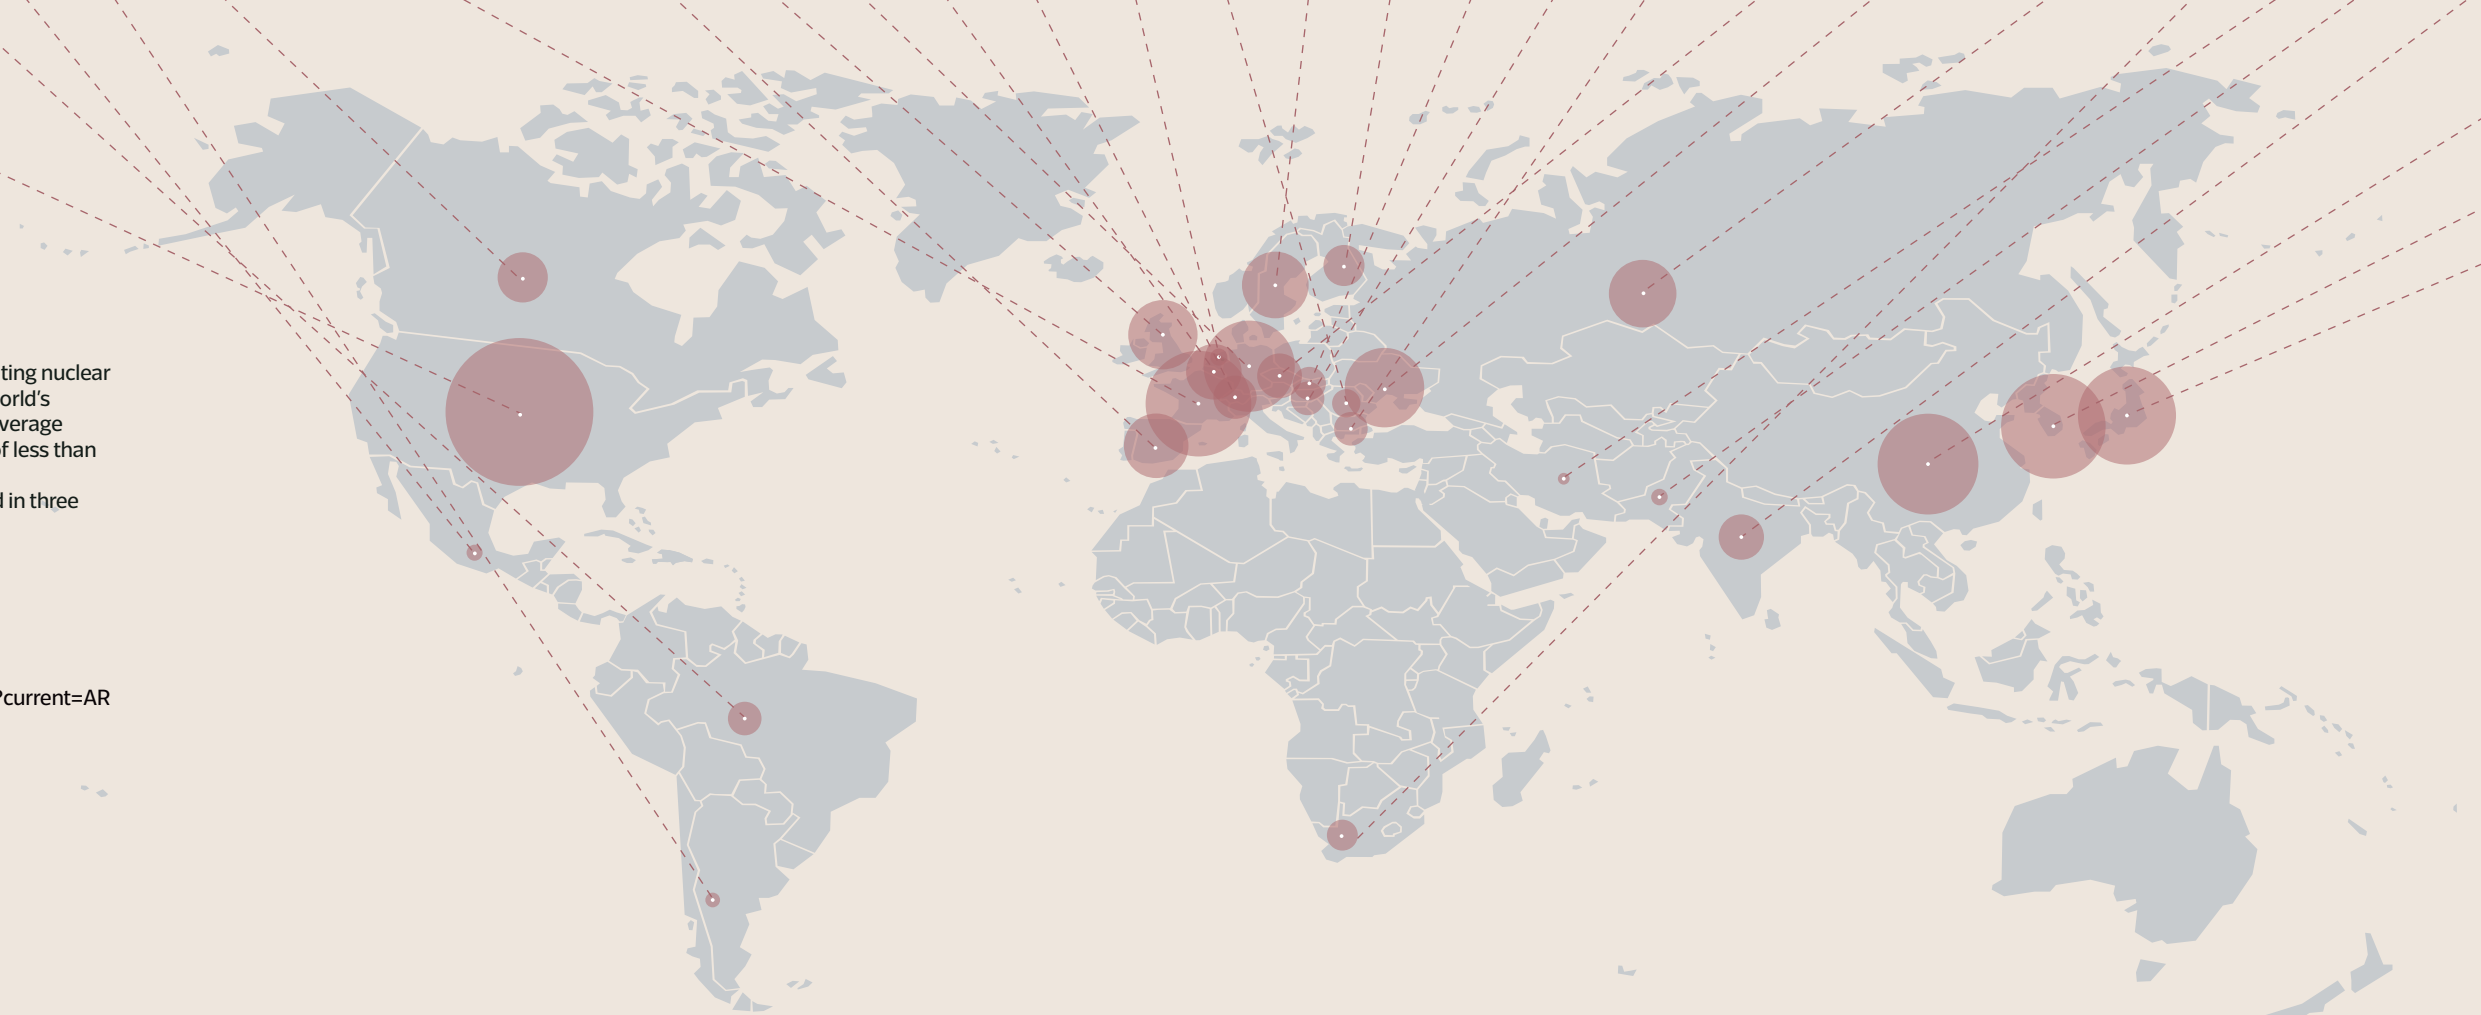 ting nuclear
orld's
verage
f less than
d in three
?current=AR